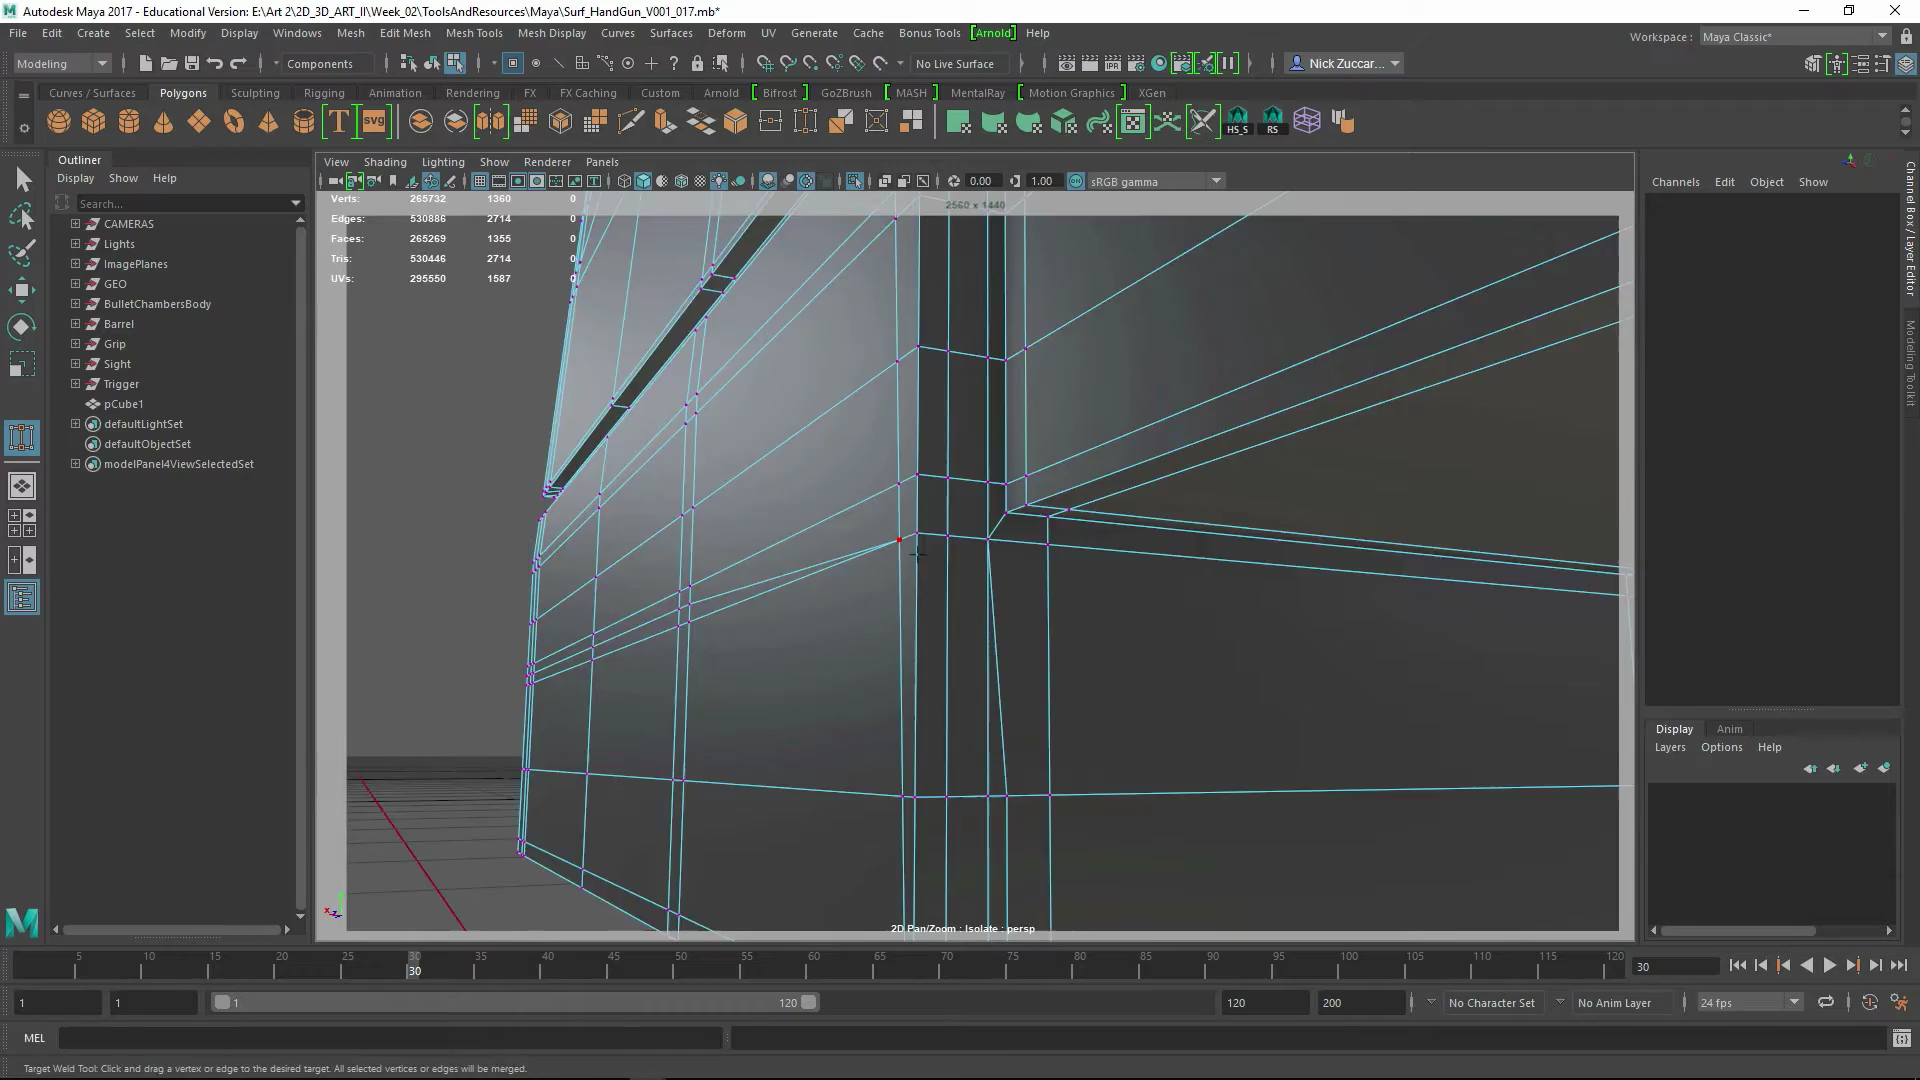 Autodesk Maya 2017 - Educational Version: E:\Art 2\2D_3D_ART_II\Week_02\ToolsAndResources\Maya\Surf_HandGun_V001_017.mb*
File Edit Create Select Modify Display Windows Mesh Edit Mesh Mesh Tools Mesh Display Curves Surfaces Deform UV Generate Cache Bonus Tools [Arnold] Help
Workspace : Maya Classic*
Modeling Components No Live Surface Nick Zuccar...
Curves / Surfaces Polygons Sculpting Rigging Animation Rendering FX FX Caching Custom Arnold [ Bifrost ] GoZBrush [ MASH ] MentalRay [ Motion Graphics ] XGen
T svg HS_S RS
Outliner
Display Show Help
Search...
CAMERAS
Lights
ImagePlanes
GEO
BulletChambersBody
Barrel
Grip
Sight
Trigger
pCube1
defaultLightSet
defaultObjectSet
modelPanel4ViewSelectedSet
View Shading Lighting Show Renderer Panels
0.00 1.00 sRGB gamma
2560 x 1440
Verts: 265732 1360 0
Edges: 530886 2714 0
Faces: 265269 1355 0
Tris: 530446 2714 0
UVs: 295550 1587 0
2D Pan/Zoom : Isolate : persp
Channels Edit Object Show
Channel Box / Layer Editor
Modeling Toolkit
Display Anim
Layers Options Help
5 10 15 20 25 30 35 40 45 50 55 60 65 70 75 80 85 90 95 100 105 110 115 120
30
30
1 1 1 120 120 200 No Character Set No Anim Layer 24 fps
MEL
Target Weld Tool: Click and drag a vertex or edge to the desired target. All selected vertices or edges will be merged.